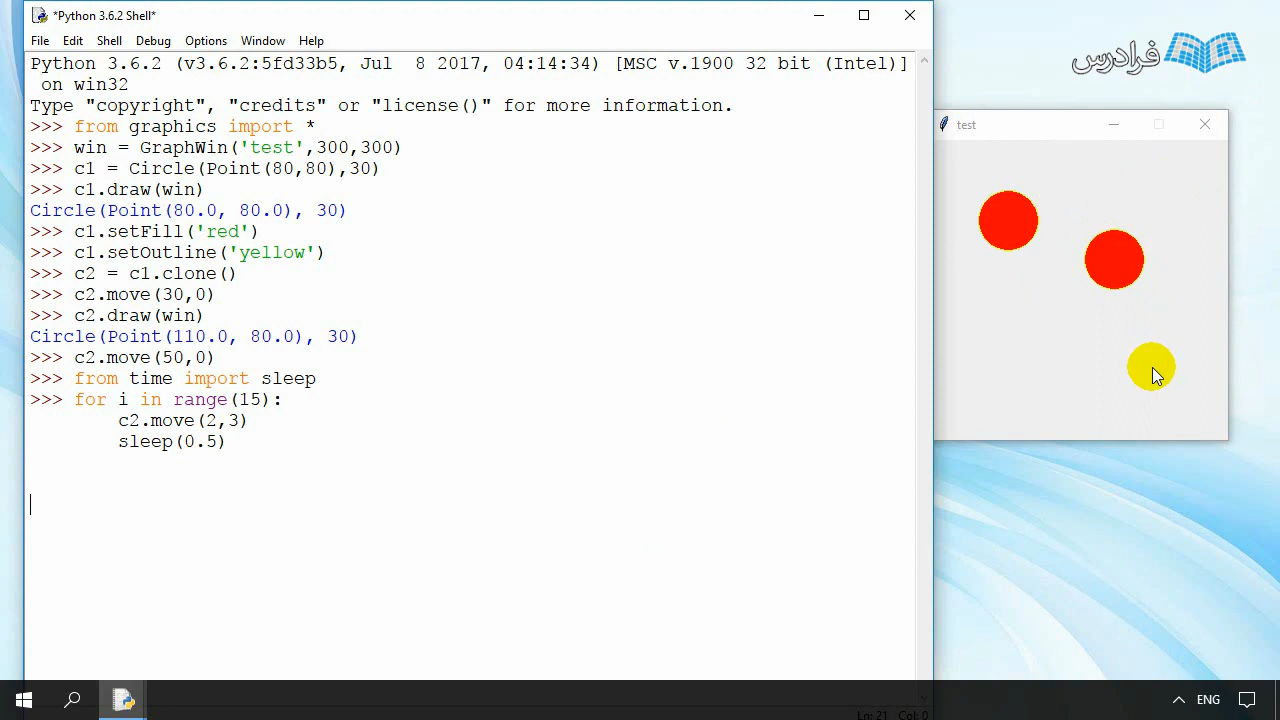 *Python 3.6.2 Shell*
File Edit Shell Debug Options Window Help
Python 3.6.2 (v3.6.2:5fd33b5, Jul  8 2017, 04:14:34) [MSC v.1900 32 bit (Intel)]
 on win32
Type "copyright", "credits" or "license()" for more information.
>>> from graphics import *
>>> win = GraphWin('test',300,300)
>>> c1 = Circle(Point(80,80),30)
>>> c1.draw(win)
Circle(Point(80.0, 80.0), 30)
>>> c1.setFill('red')
>>> c1.setOutline('yellow')
>>> c2 = c1.clone()
>>> c2.move(30,0)
>>> c2.draw(win)
Circle(Point(110.0, 80.0), 30)
>>> c2.move(50,0)
>>> from time import sleep
>>> for i in range(15):
        c2.move(2,3)
        sleep(0.5)
فرادرس
test
ENG
Ln: 21 Col: 0